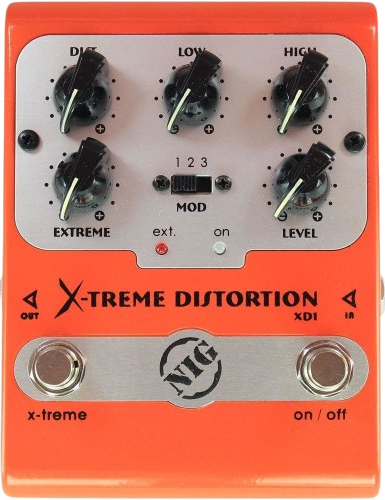 DIST LOW HIGH
1 2 3
MOD
EXTREME LEVEL
ext. on
X-TREME DISTORTION
OUT XD1 IN
NIG
x-treme on / off